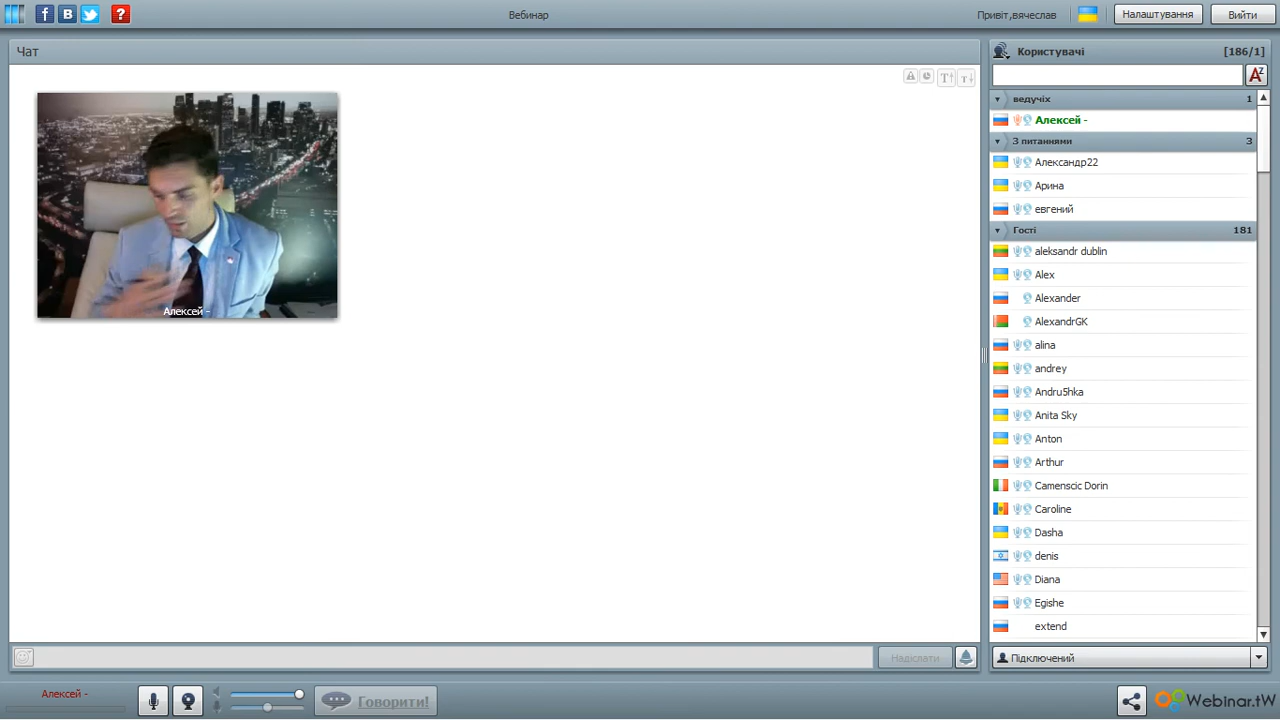 f B ?
Вебинар
Привіт,вячеслав
Налаштування
Вийти
Чат
T T
Алексей -
Користувачі [186/1]
AZ
ведучіх 1
Алексей -
З питаннями 3
Александр22
Арина
евгений
Гості 181
aleksandr dublin
Alex
Alexander
AlexandrGK
alina
andrey
Andru5hka
Anita Sky
Anton
Arthur
Camenscic Dorin
Caroline
Dasha
denis
Diana
Egishe
extend
Надіслати
Підключений
Алексей -
Говорити!
Webinar.tW